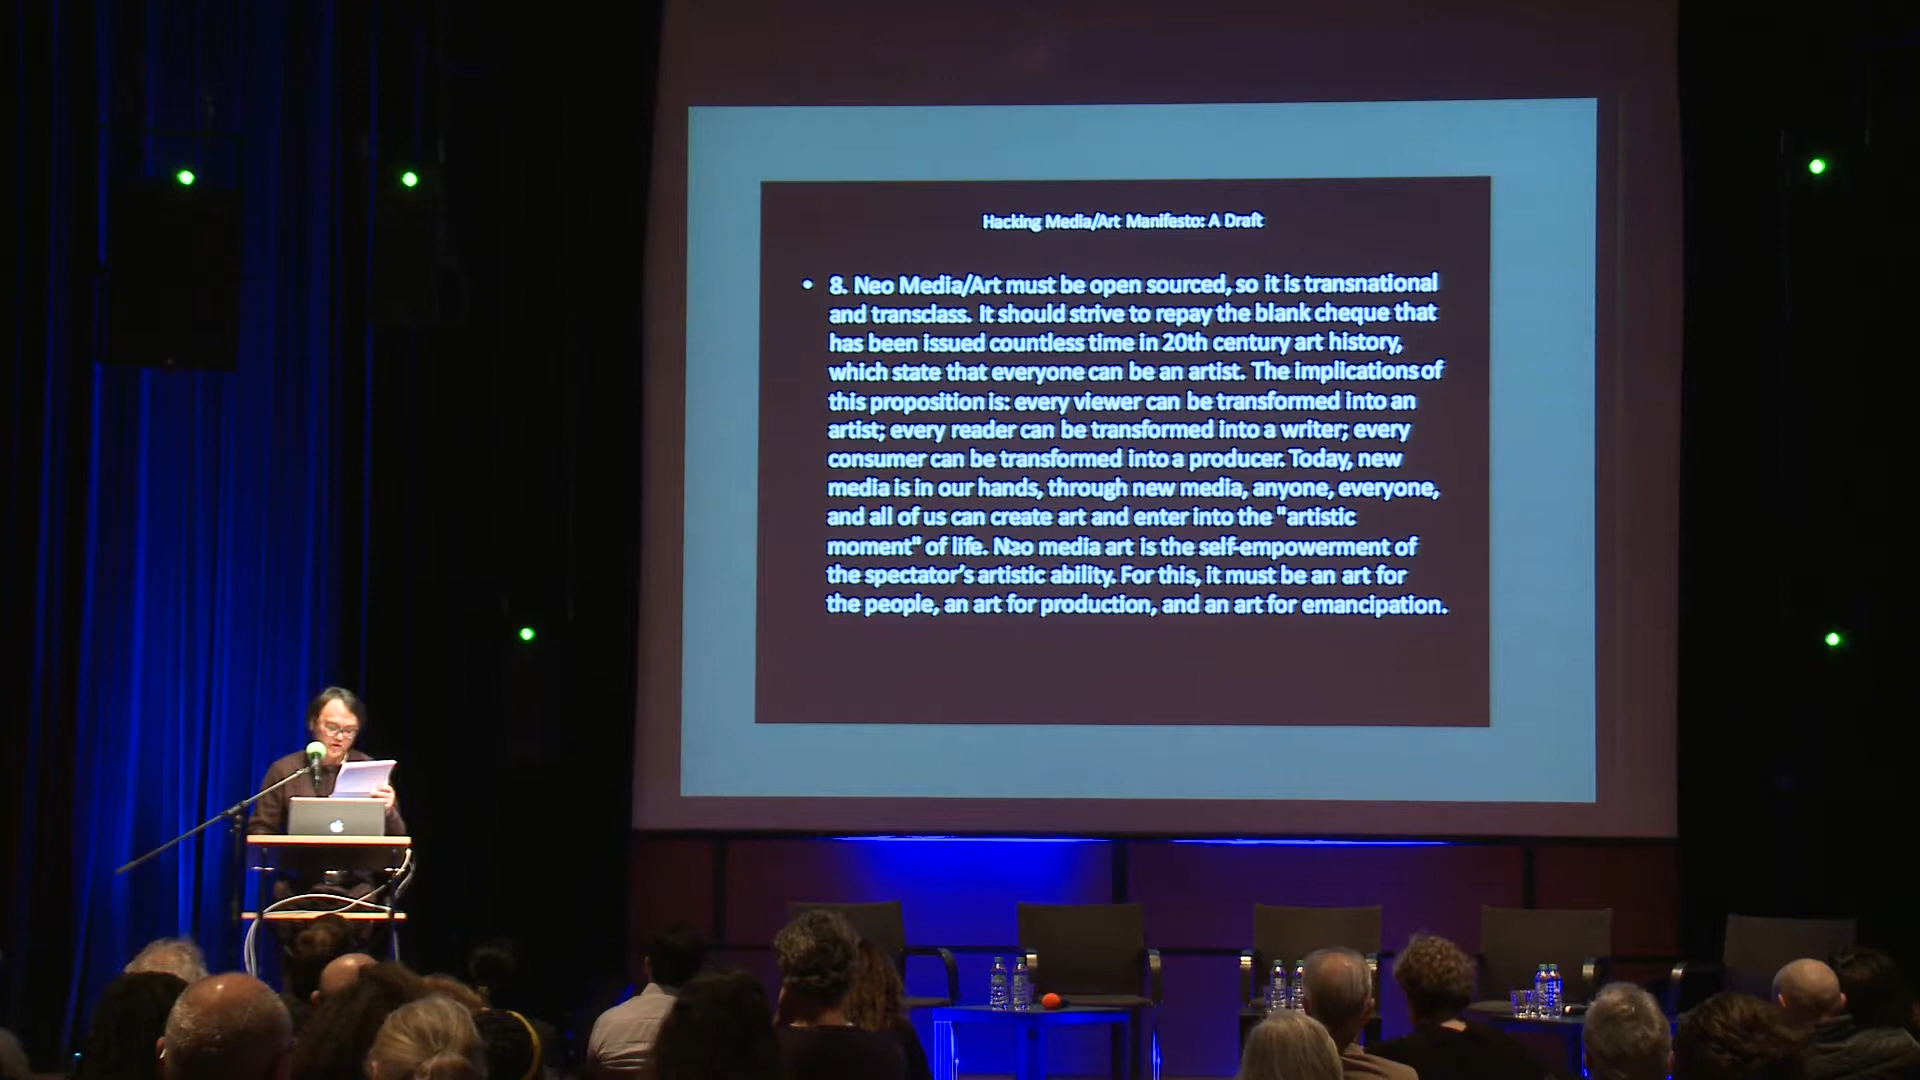 Hacking Media/Art Manifesto: A Draft
• 8. Neo Media/Art must be open sourced, so it is transnational
and transclass. It should strive to repay the blank cheque that
has been issued countless time in 20th century art history,
which state that everyone can be an artist. The implications of
this proposition is: every viewer can be transformed into an
artist; every reader can be transformed into a writer; every
consumer can be transformed into a producer. Today, new
media is in our hands, through new media, anyone, everyone,
and all of us can create art and enter into the "artistic
moment" of life. Neo media art is the self-empowerment of
the spectator's artistic ability. For this, it must be an art for
the people, an art for production, and an art for emancipation.